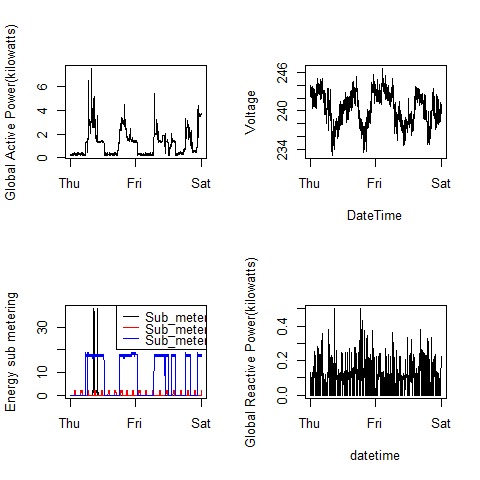 Global Active Power(kilowatts)
0 2 4 6
Thu Fri Sat
Voltage
234 240 246
Thu Fri Sat
DateTime
Energy sub metering
0 10 30
Sub_meter
Sub_meter
Sub_meter
Thu Fri Sat
Global Reactive Power(kilowatts)
0.0 0.2 0.4
Thu Fri Sat
datetime